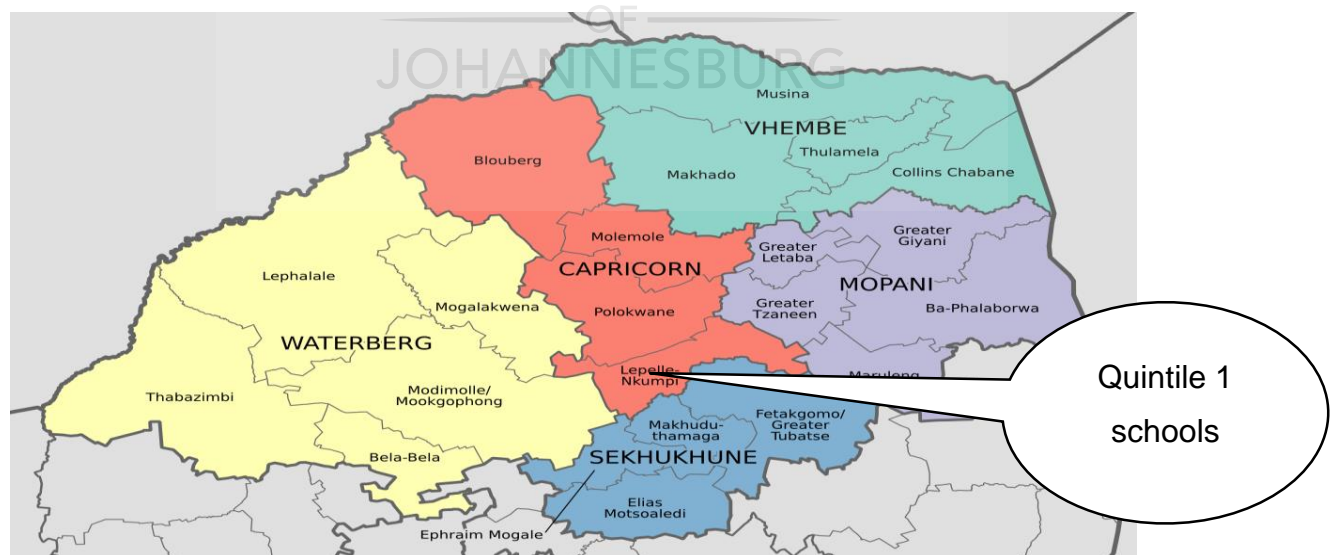 OF
JOHANNESBURG
Musina
VHEMBE
Thulamela
Blouberg
Makhado
Collins Chabane
Molemole
Greater
Letaba
Greater
Giyani
Lephalale
CAPRICORN
MOPANI
Mogalakwena
Polokwane
Greater
Tzaneen
Ba-Phalaborwa
WATERBERG
Lepelle-
Nkumpi
Maruleng
Thabazimbi
Modimolle/
Mookgophong
Makhudu-
thamaga
Fetakgomo/
Greater
Tubatse
Bela-Bela
SEKHUKHUNE
Elias
Motsoaledi
Ephraim Mogale
Quintile 1
schools